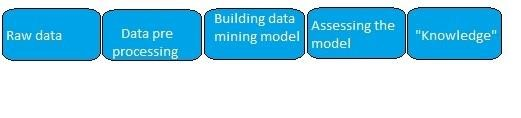 Raw data
Data pre
processing
Building data
mining model
Assessing the
model
"Knowledge"